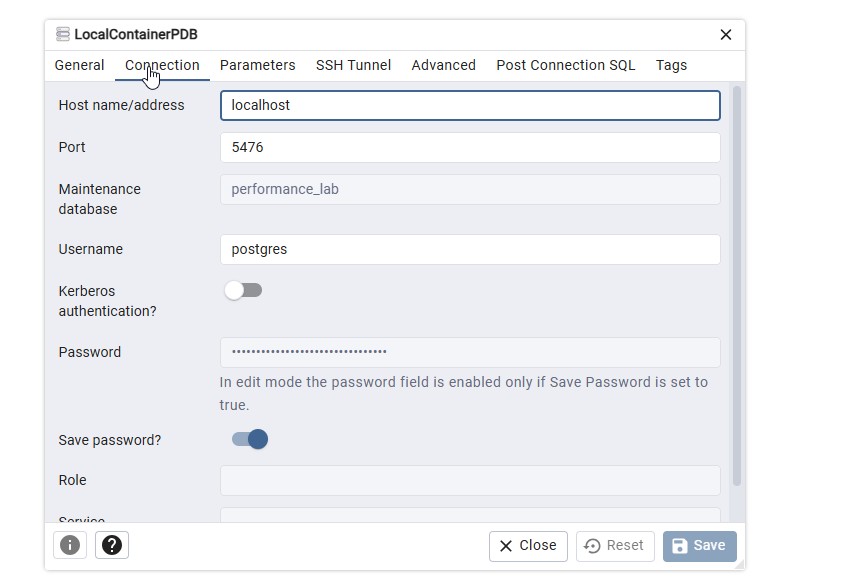 LocalContainerPDB
General Connection Parameters SSH Tunnel Advanced Post Connection SQL Tags
Host name/address localhost
Port 5476
Maintenance database performance_lab
Username postgres
Kerberos authentication?
Password ••••••••••••••••••••••••••••••••
In edit mode the password field is enabled only if Save Password is set to
true.
Save password?
Role
Service
Close Reset Save